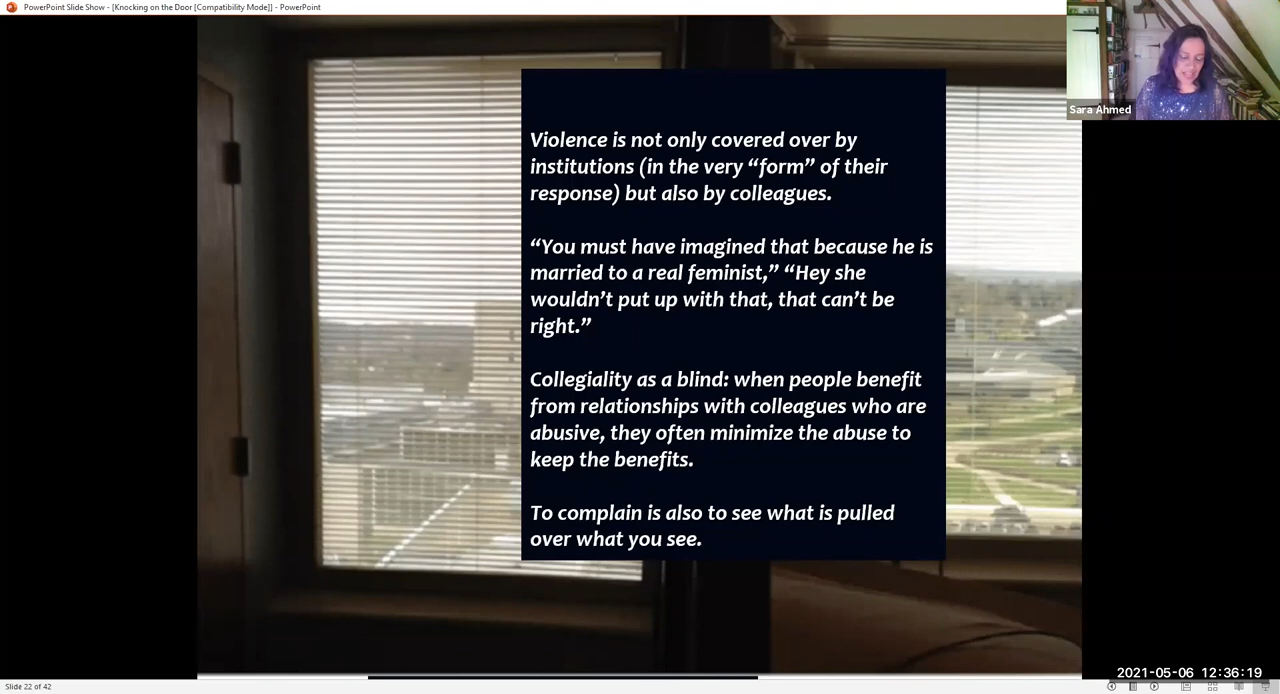 PowerPoint Slide Show - [Knocking on the Door [Compatibility Mode]] - PowerPoint
Sara Ahmed
Violence is not only covered over by
institutions (in the very “form” of their
response) but also by colleagues.
“You must have imagined that because he is
married to a real feminist,” “Hey she
wouldn’t put up with that, that can’t be
right.”
Collegiality as a blind: when people benefit
from relationships with colleagues who are
abusive, they often minimize the abuse to
keep the benefits.
To complain is also to see what is pulled
over what you see.
2021-05-06 12:36:19
Slide 22 of 42